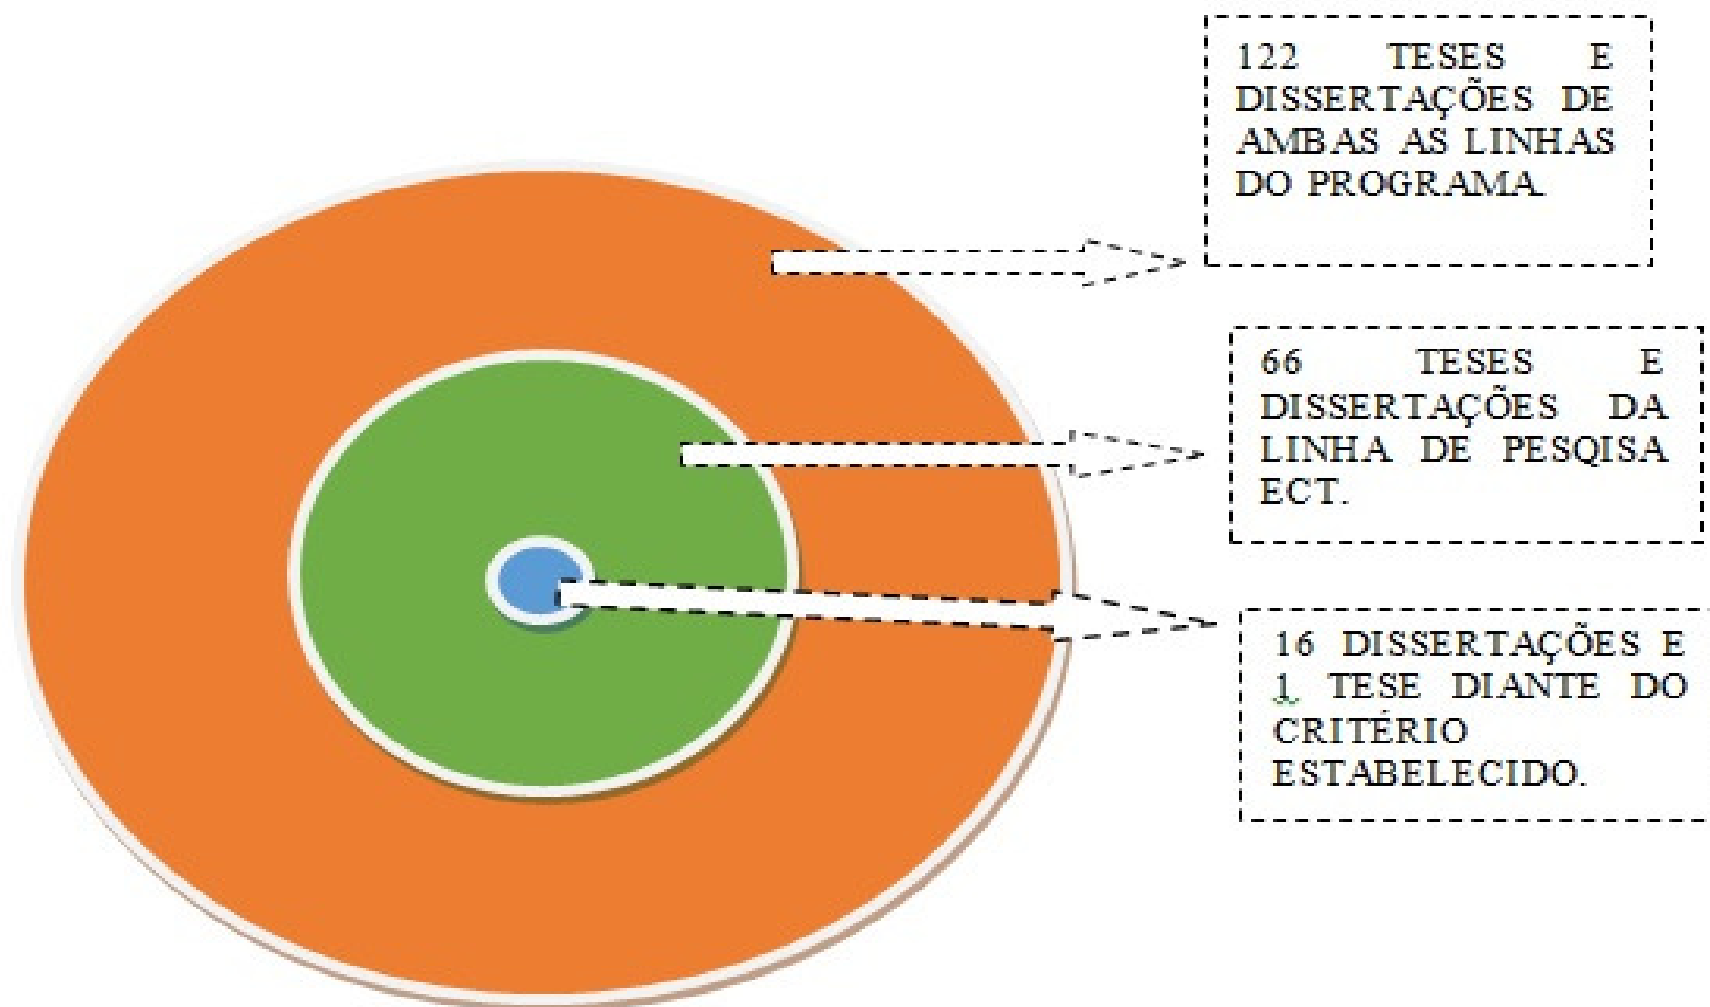 122 TESES E
DISSERTAÇÕES DE
AMBAS AS LINHAS
DO PROGRAMA.
66 TESES E
DISSERTAÇÕES DA
LINHA DE PESQISA
ECT.
16 DISSERTAÇÕES E
1 TESE DIANTE DO
CRITÉRIO
ESTABELECIDO.